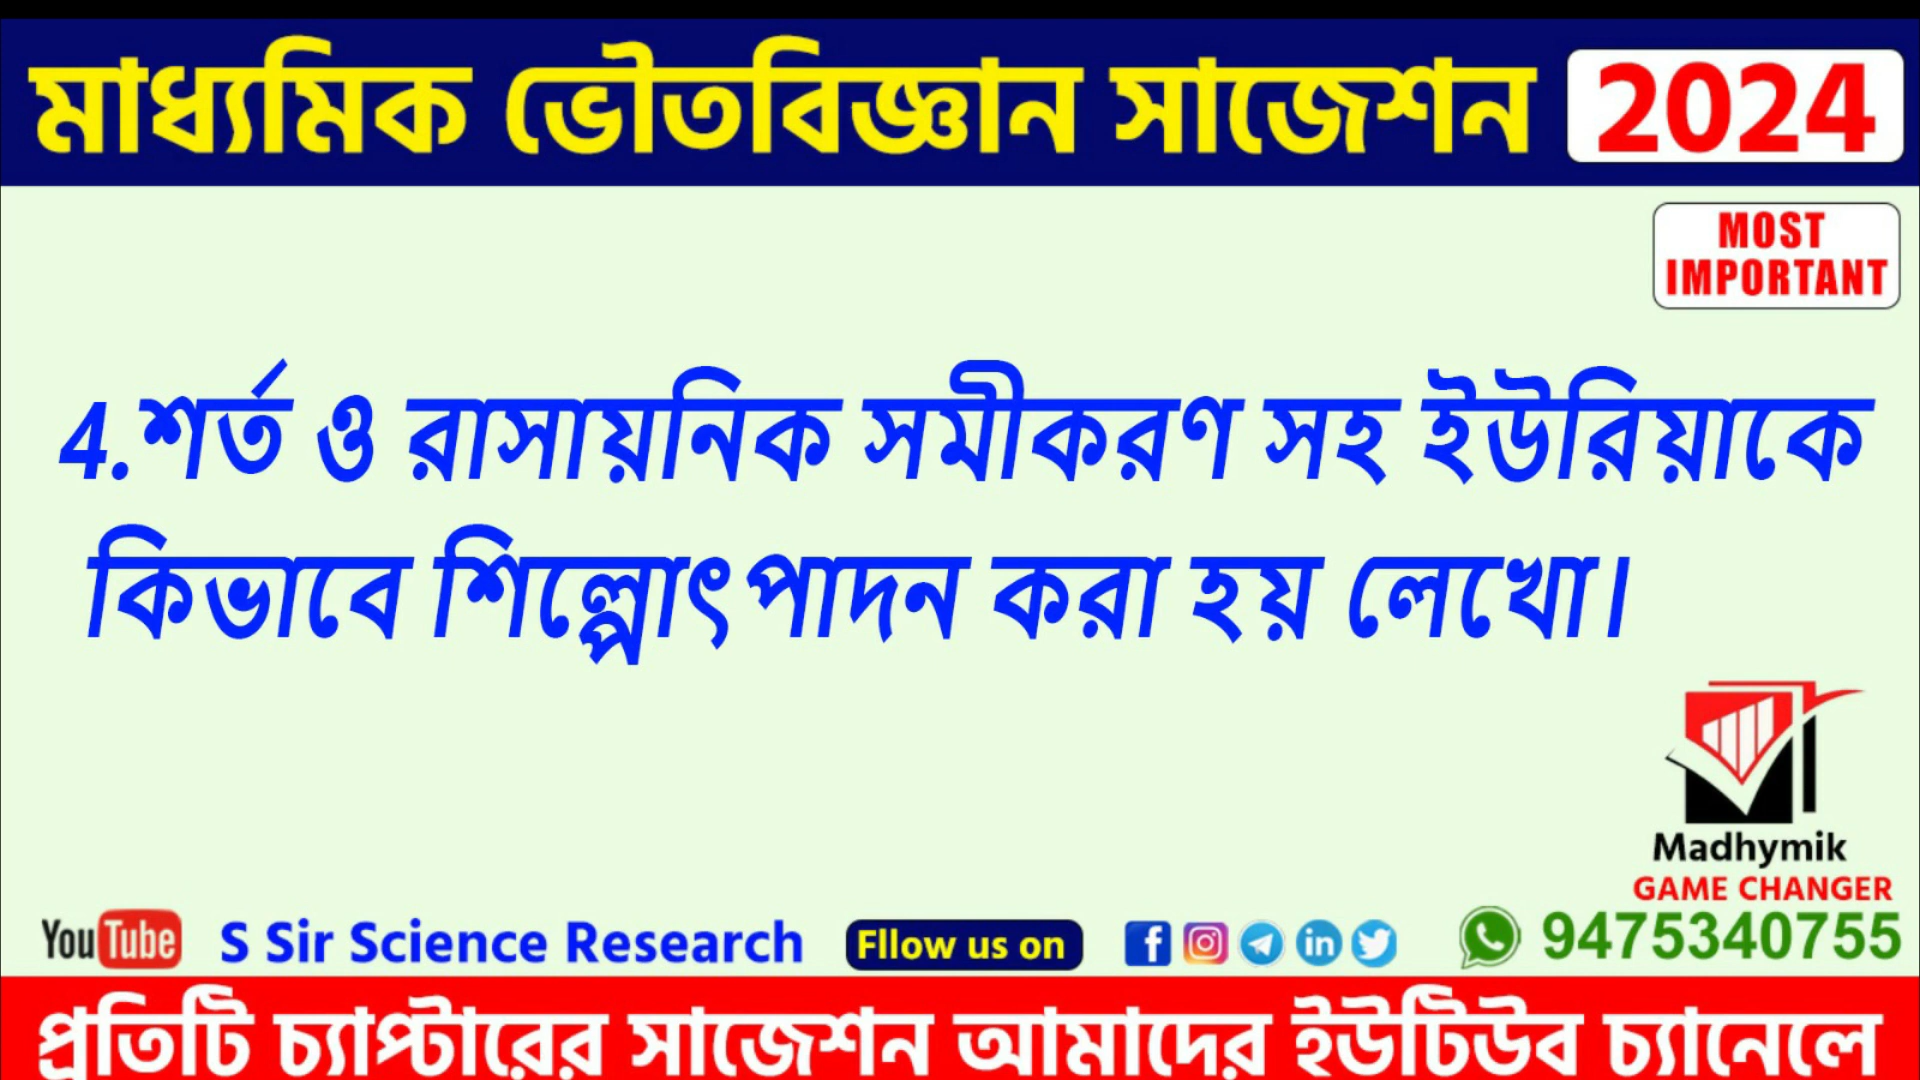 মাধ্যমিক ভৌতবিজ্ঞান সাজেশন 2024
MOST
IMPORTANT
4.শর্ত ও রাসায়নিক সমীকরণ সহ ইউরিয়াকে
কিভাবে শিল্পোৎপাদন করা হয় লেখো।
Madhymik
GAME CHANGER
YouTube S Sir Science Research Fllow us on 9475340755
প্রতিটি চ্যাপ্টারের সাজেশন আমাদের ইউটিউব চ্যানেলে